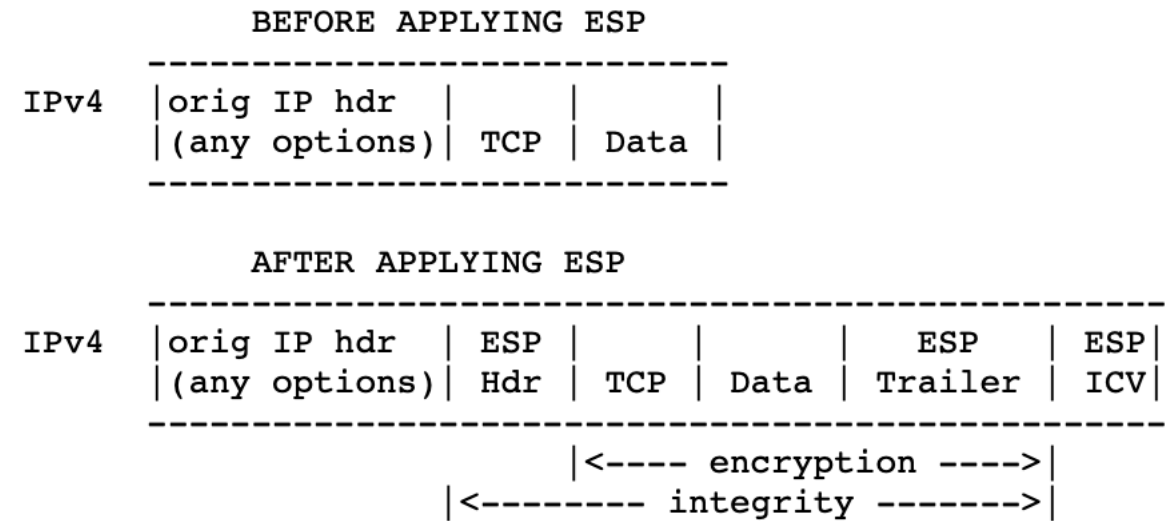 BEFORE APPLYING ESP
---------------------------
IPv4  |orig IP hdr  |     |      |
      |(any options)| TCP | Data |
---------------------------
AFTER APPLYING ESP
-------------------------------------------------
IPv4  |orig IP hdr  | ESP |     |      |   ESP   | ESP|
      |(any options)| Hdr | TCP | Data | Trailer | ICV|
-------------------------------------------------
|<---- encryption ---->|
|<-------- integrity ------->|